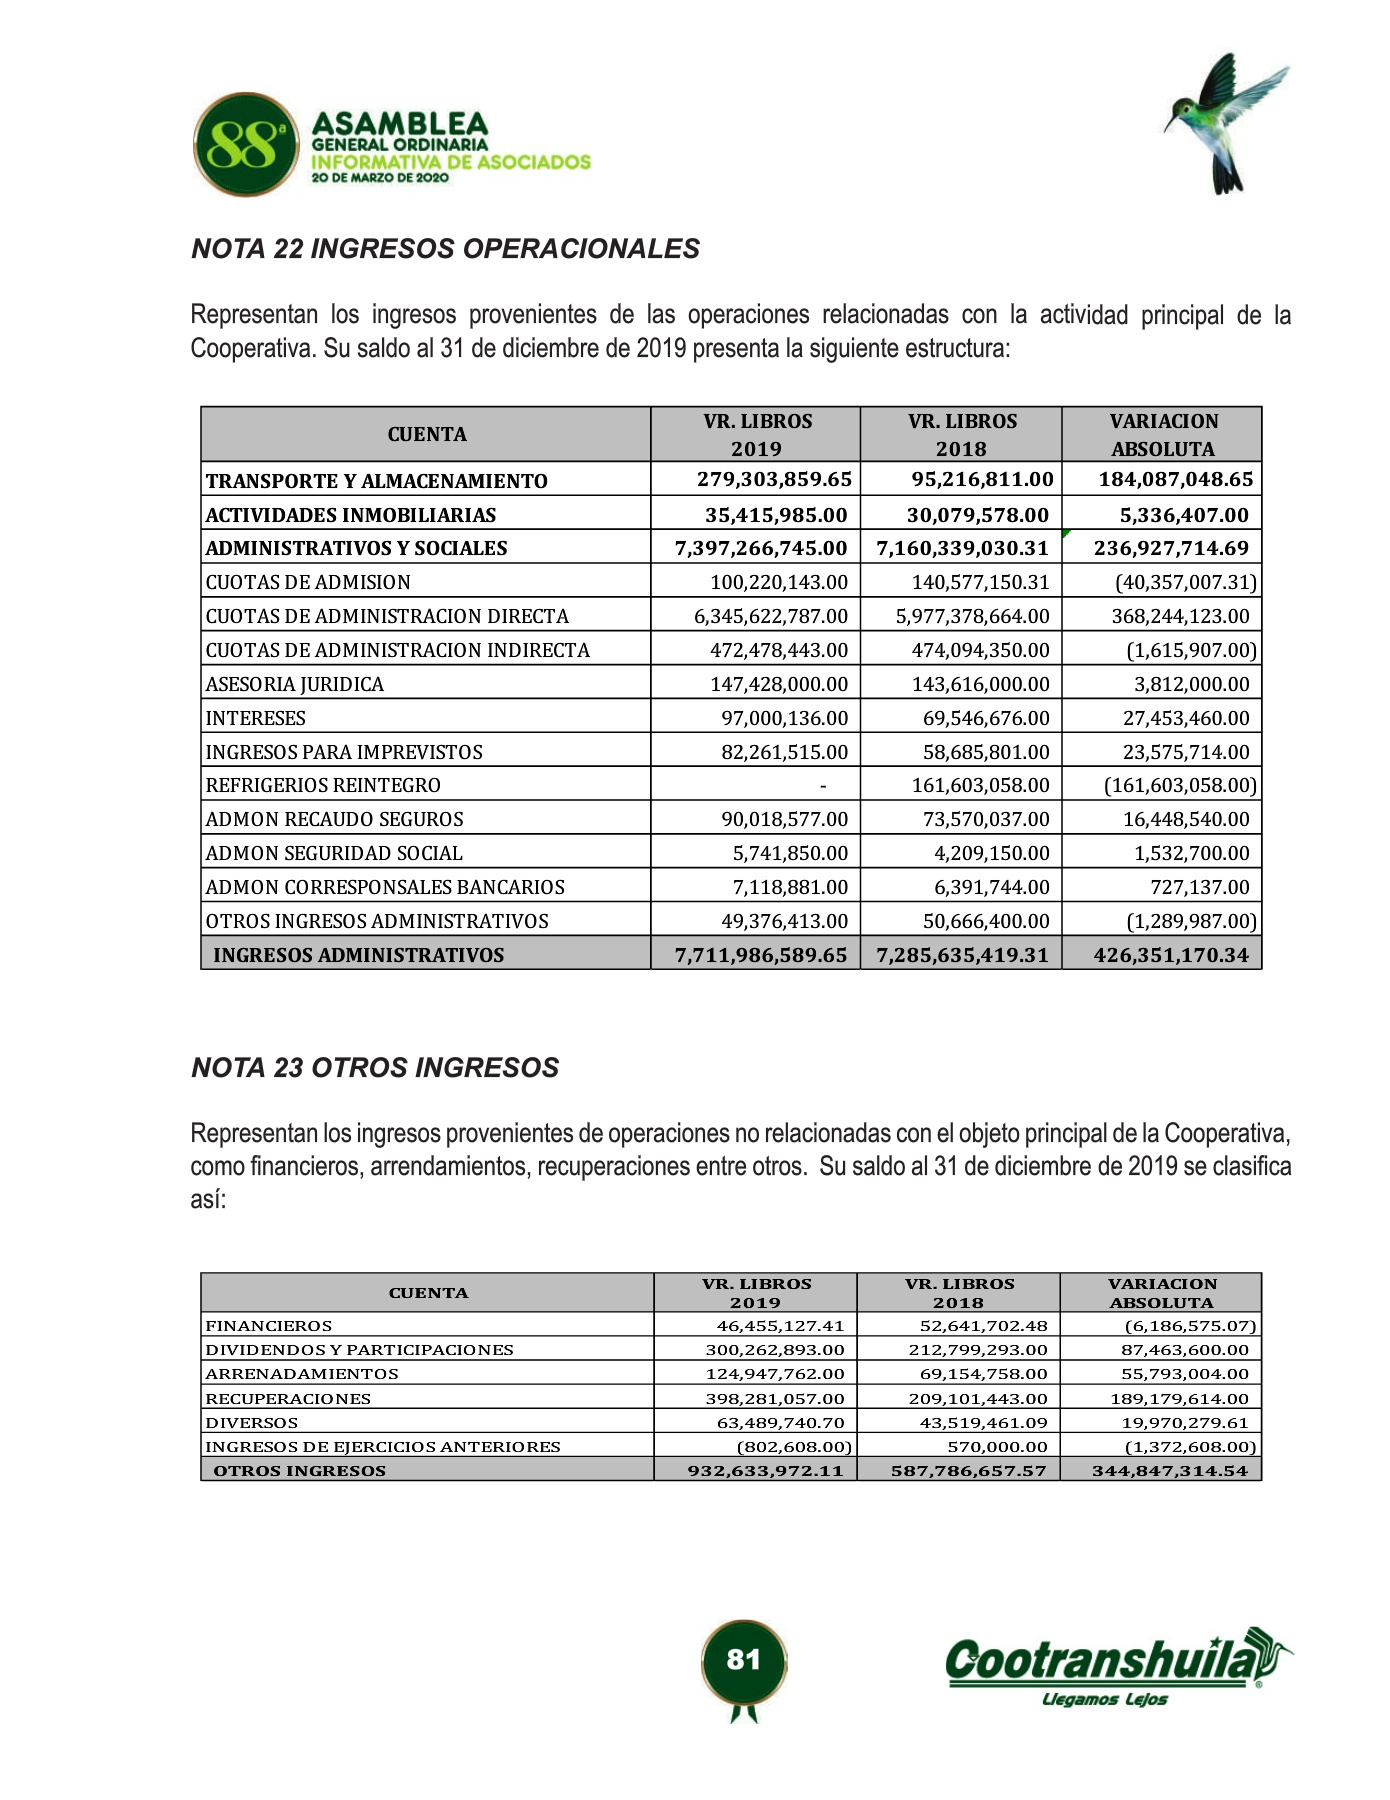 88ª
ASAMBLEA
GENERAL ORDINARIA
INFORMATIVA DE ASOCIADOS
20 DE MARZO DE 2020
NOTA 22 INGRESOS OPERACIONALES
Representan los ingresos provenientes de las operaciones relacionadas con la actividad principal de la
Cooperativa. Su saldo al 31 de diciembre de 2019 presenta la siguiente estructura:
CUENTA VR. LIBROS 2019 VR. LIBROS 2018 VARIACION ABSOLUTA
TRANSPORTE Y ALMACENAMIENTO 279,303,859.65 95,216,811.00 184,087,048.65
ACTIVIDADES INMOBILIARIAS 35,415,985.00 30,079,578.00 5,336,407.00
ADMINISTRATIVOS Y SOCIALES 7,397,266,745.00 7,160,339,030.31 236,927,714.69
CUOTAS DE ADMISION 100,220,143.00 140,577,150.31 (40,357,007.31)
CUOTAS DE ADMINISTRACION DIRECTA 6,345,622,787.00 5,977,378,664.00 368,244,123.00
CUOTAS DE ADMINISTRACION INDIRECTA 472,478,443.00 474,094,350.00 (1,615,907.00)
ASESORIA JURIDICA 147,428,000.00 143,616,000.00 3,812,000.00
INTERESES 97,000,136.00 69,546,676.00 27,453,460.00
INGRESOS PARA IMPREVISTOS 82,261,515.00 58,685,801.00 23,575,714.00
REFRIGERIOS REINTEGRO - 161,603,058.00 (161,603,058.00)
ADMON RECAUDO SEGUROS 90,018,577.00 73,570,037.00 16,448,540.00
ADMON SEGURIDAD SOCIAL 5,741,850.00 4,209,150.00 1,532,700.00
ADMON CORRESPONSALES BANCARIOS 7,118,881.00 6,391,744.00 727,137.00
OTROS INGRESOS ADMINISTRATIVOS 49,376,413.00 50,666,400.00 (1,289,987.00)
INGRESOS ADMINISTRATIVOS 7,711,986,589.65 7,285,635,419.31 426,351,170.34
NOTA 23 OTROS INGRESOS
Representan los ingresos provenientes de operaciones no relacionadas con el objeto principal de la Cooperativa,
como financieros, arrendamientos, recuperaciones entre otros. Su saldo al 31 de diciembre de 2019 se clasifica
así:
CUENTA VR. LIBROS 2019 VR. LIBROS 2018 VARIACION ABSOLUTA
FINANCIEROS 46,455,127.41 52,641,702.48 (6,186,575.07)
DIVIDENDOS Y PARTICIPACIONES 300,262,893.00 212,799,293.00 87,463,600.00
ARRENADAMIENTOS 124,947,762.00 69,154,758.00 55,793,004.00
RECUPERACIONES 398,281,057.00 209,101,443.00 189,179,614.00
DIVERSOS 63,489,740.70 43,519,461.09 19,970,279.61
INGRESOS DE EJERCICIOS ANTERIORES (802,608.00) 570,000.00 (1,372,608.00)
OTROS INGRESOS 932,633,972.11 587,786,657.57 344,847,314.54
81
Cootranshuila®
Llegamos Lejos